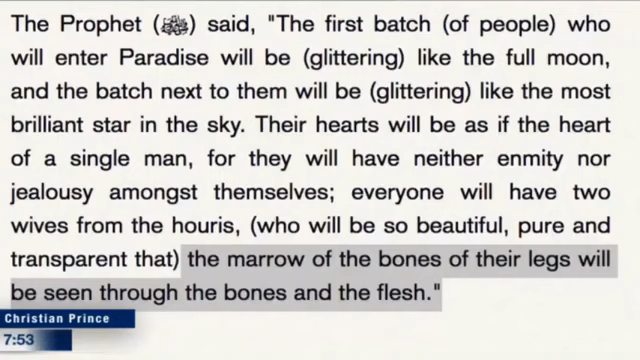 The Prophet (ﷺ) said, "The first batch (of people) who
will enter Paradise will be (glittering) like the full moon,
and the batch next to them will be (glittering) like the most
brilliant star in the sky. Their hearts will be as if the heart
of a single man, for they will have neither enmity nor
jealousy amongst themselves; everyone will have two
wives from the houris, (who will be so beautiful, pure and
transparent that) the marrow of the bones of their legs will
be seen through the bones and the flesh."
Christian Prince
7:53